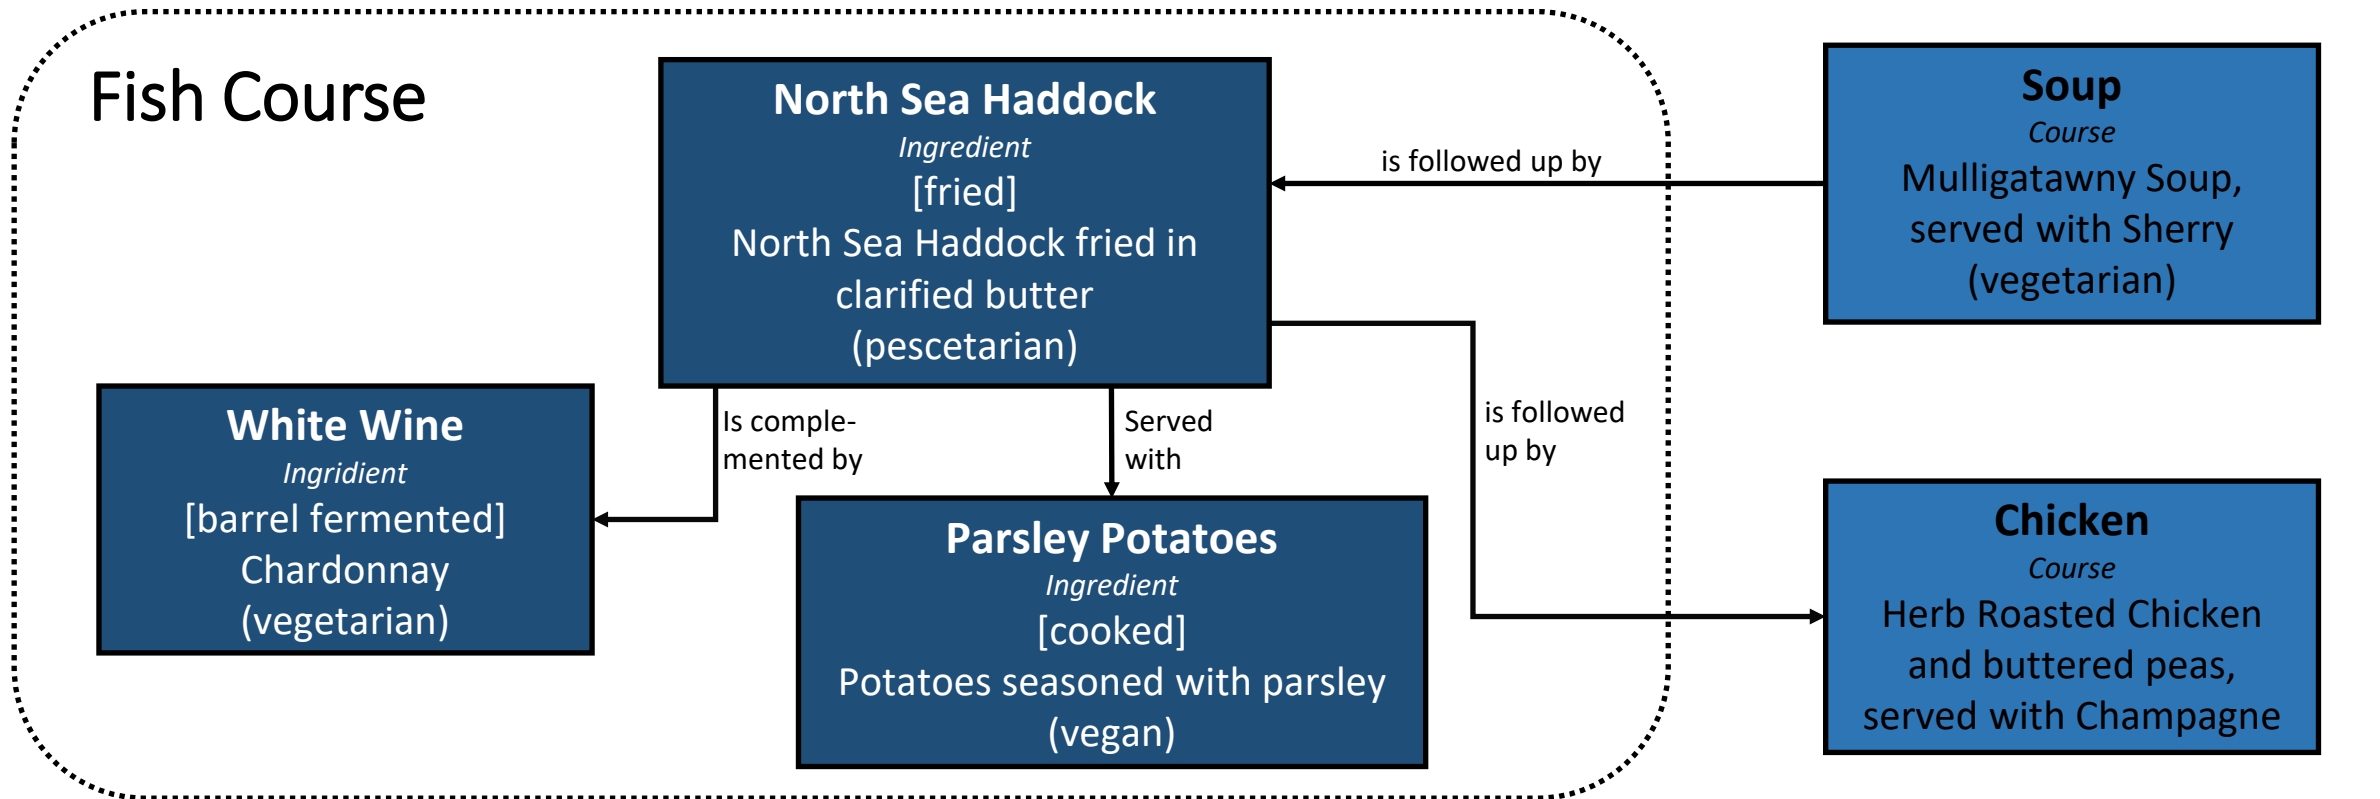 Fish Course
North Sea Haddock
Ingredient
[fried]
North Sea Haddock fried in
clarified butter
(pescetarian)
is followed up by
Soup
Course
Mulligatawny Soup,
served with Sherry
(vegetarian)
White Wine
Ingridient
[barrel fermented]
Chardonnay
(vegetarian)
Is comple-
mented by
Served
with
is followed
up by
Parsley Potatoes
Ingredient
[cooked]
Potatoes seasoned with parsley
(vegan)
Chicken
Course
Herb Roasted Chicken
and buttered peas,
served with Champagne